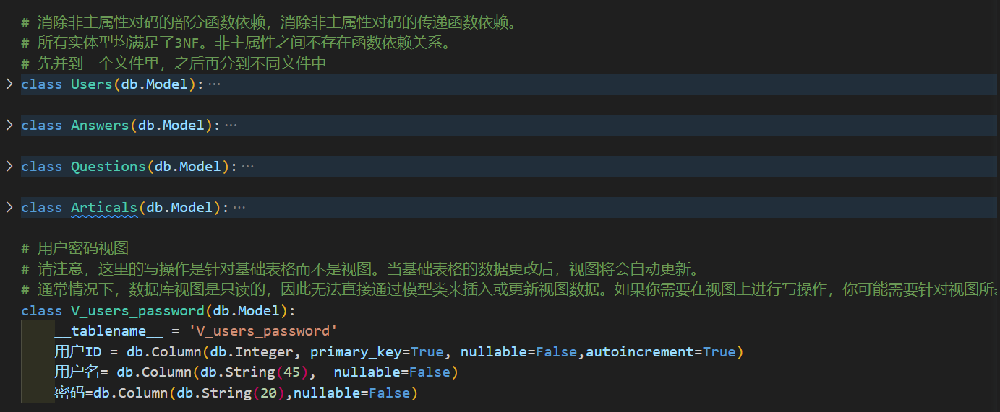 # 消除非主属性对码的部分函数依赖，消除非主属性对码的传递函数依赖。
# 所有实体型均满足了3NF。非主属性之间不存在函数依赖关系。
# 先并到一个文件里，之后再分到不同文件中
class Users(db.Model):···
class Answers(db.Model):···
class Questions(db.Model):···
class Articals(db.Model):···
# 用户密码视图
# 请注意，这里的写操作是针对基础表格而不是视图。当基础表格的数据更改后，视图将会自动更新。
# 通常情况下，数据库视图是只读的，因此无法直接通过模型类来插入或更新视图数据。如果你需要在视图上进行写操作，你可能需要针对视图所
class V_users_password(db.Model):
__tablename__ = 'V_users_password'
用户ID = db.Column(db.Integer, primary_key=True, nullable=False,autoincrement=True)
用户名= db.Column(db.String(45),  nullable=False)
密码=db.Column(db.String(20),nullable=False)